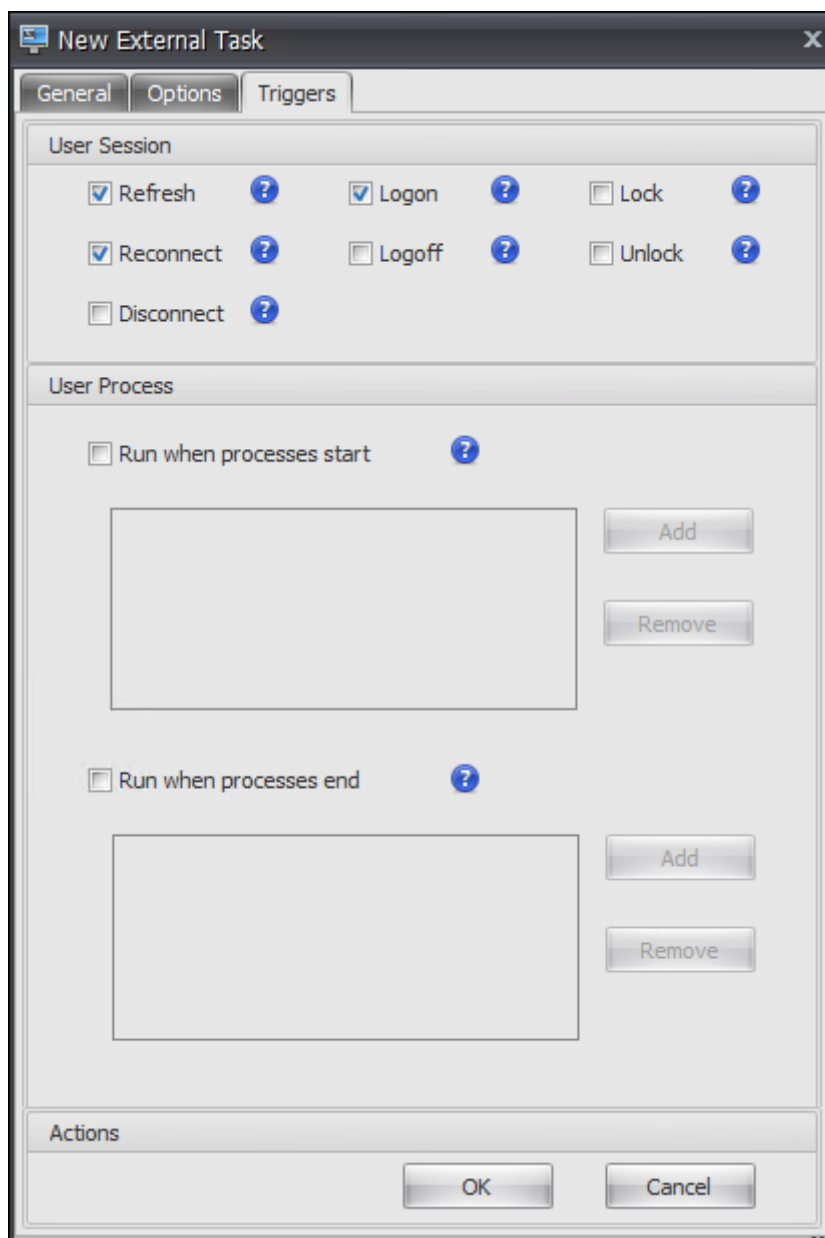 New External Task x
General Options Triggers
User Session
Refresh ? Logon ? Lock ?
Reconnect ? Logoff ? Unlock ?
Disconnect ?
User Process
Run when processes start ?
Add
Remove
Run when processes end ?
Add
Remove
Actions
OK Cancel